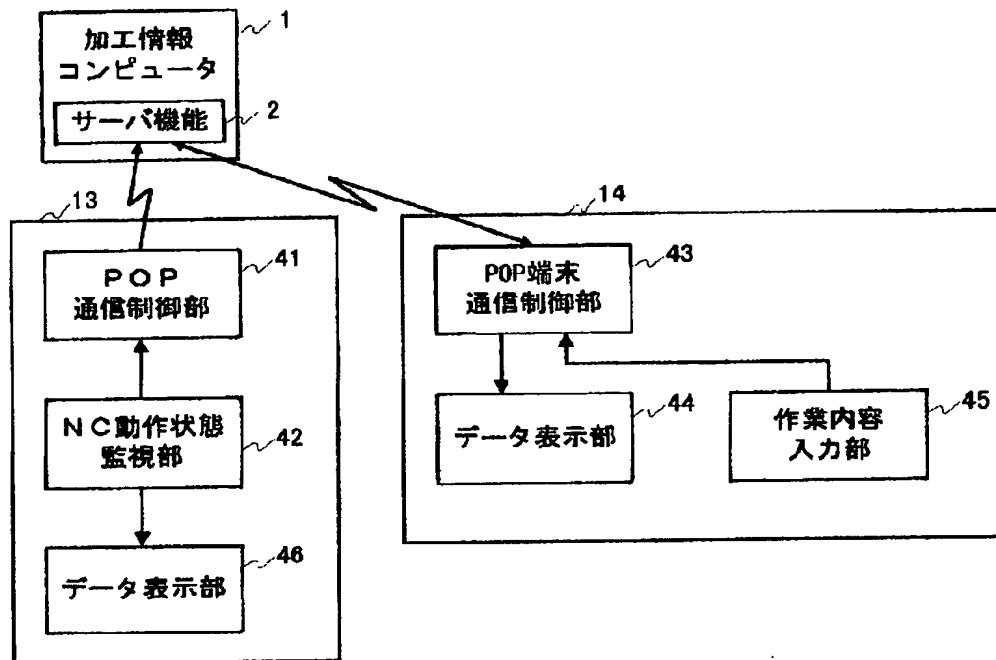 1
加工情報
コンピュータ
サーバ機能
2
13
POP
通信制御部
41
NC動作状態
監視部
42
データ表示部
46
14
POP端末
通信制御部
43
データ表示部
44
作業内容
入力部
45